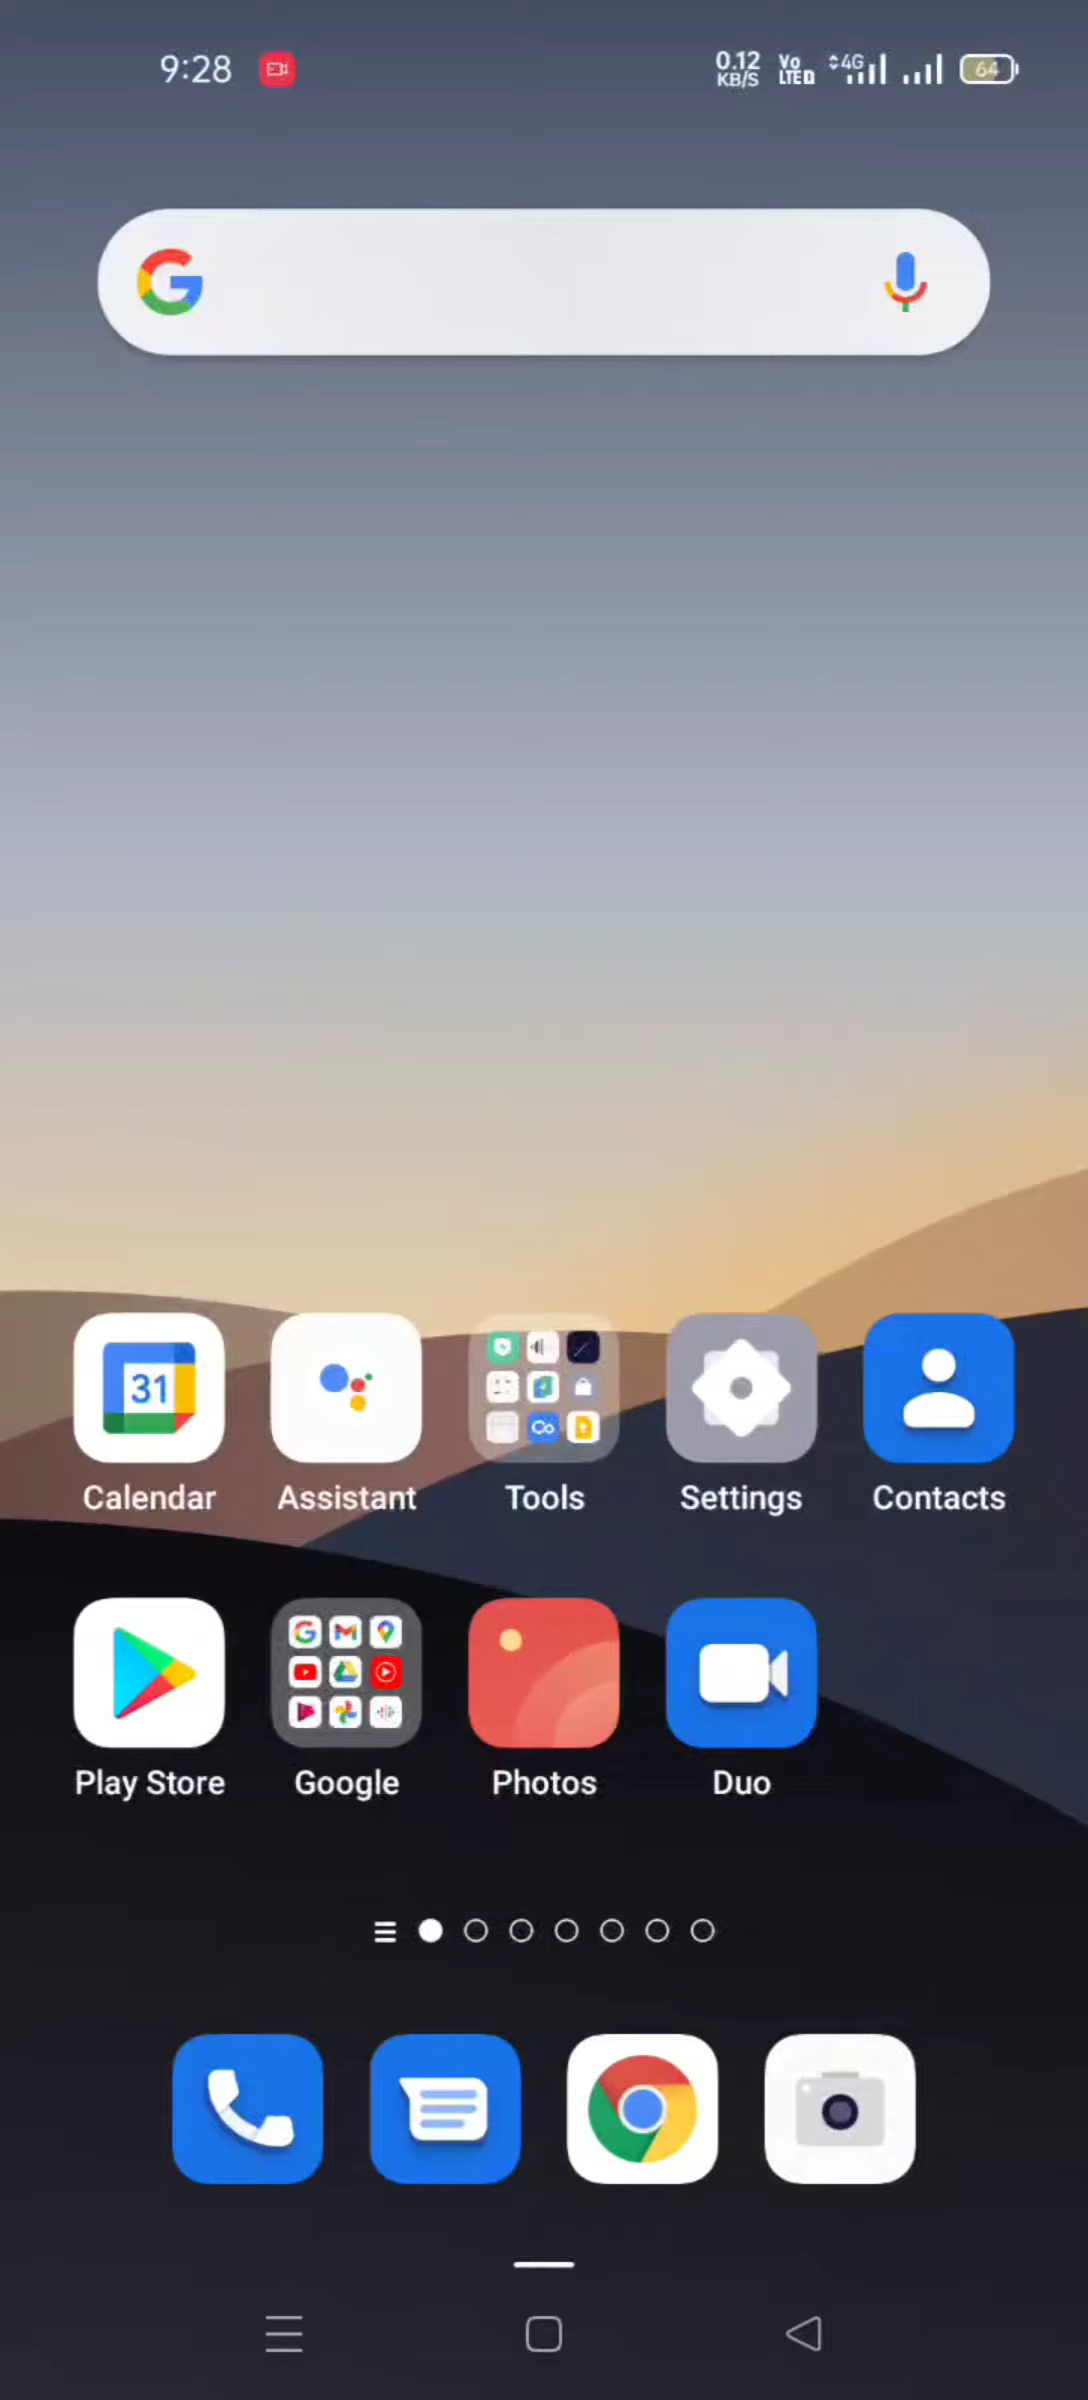 9:28
0.12
KB/S
Vo
LTE
4G
64
31
Calendar
Assistant
Tools
Settings
Contacts
Play Store
Google
Photos
Duo